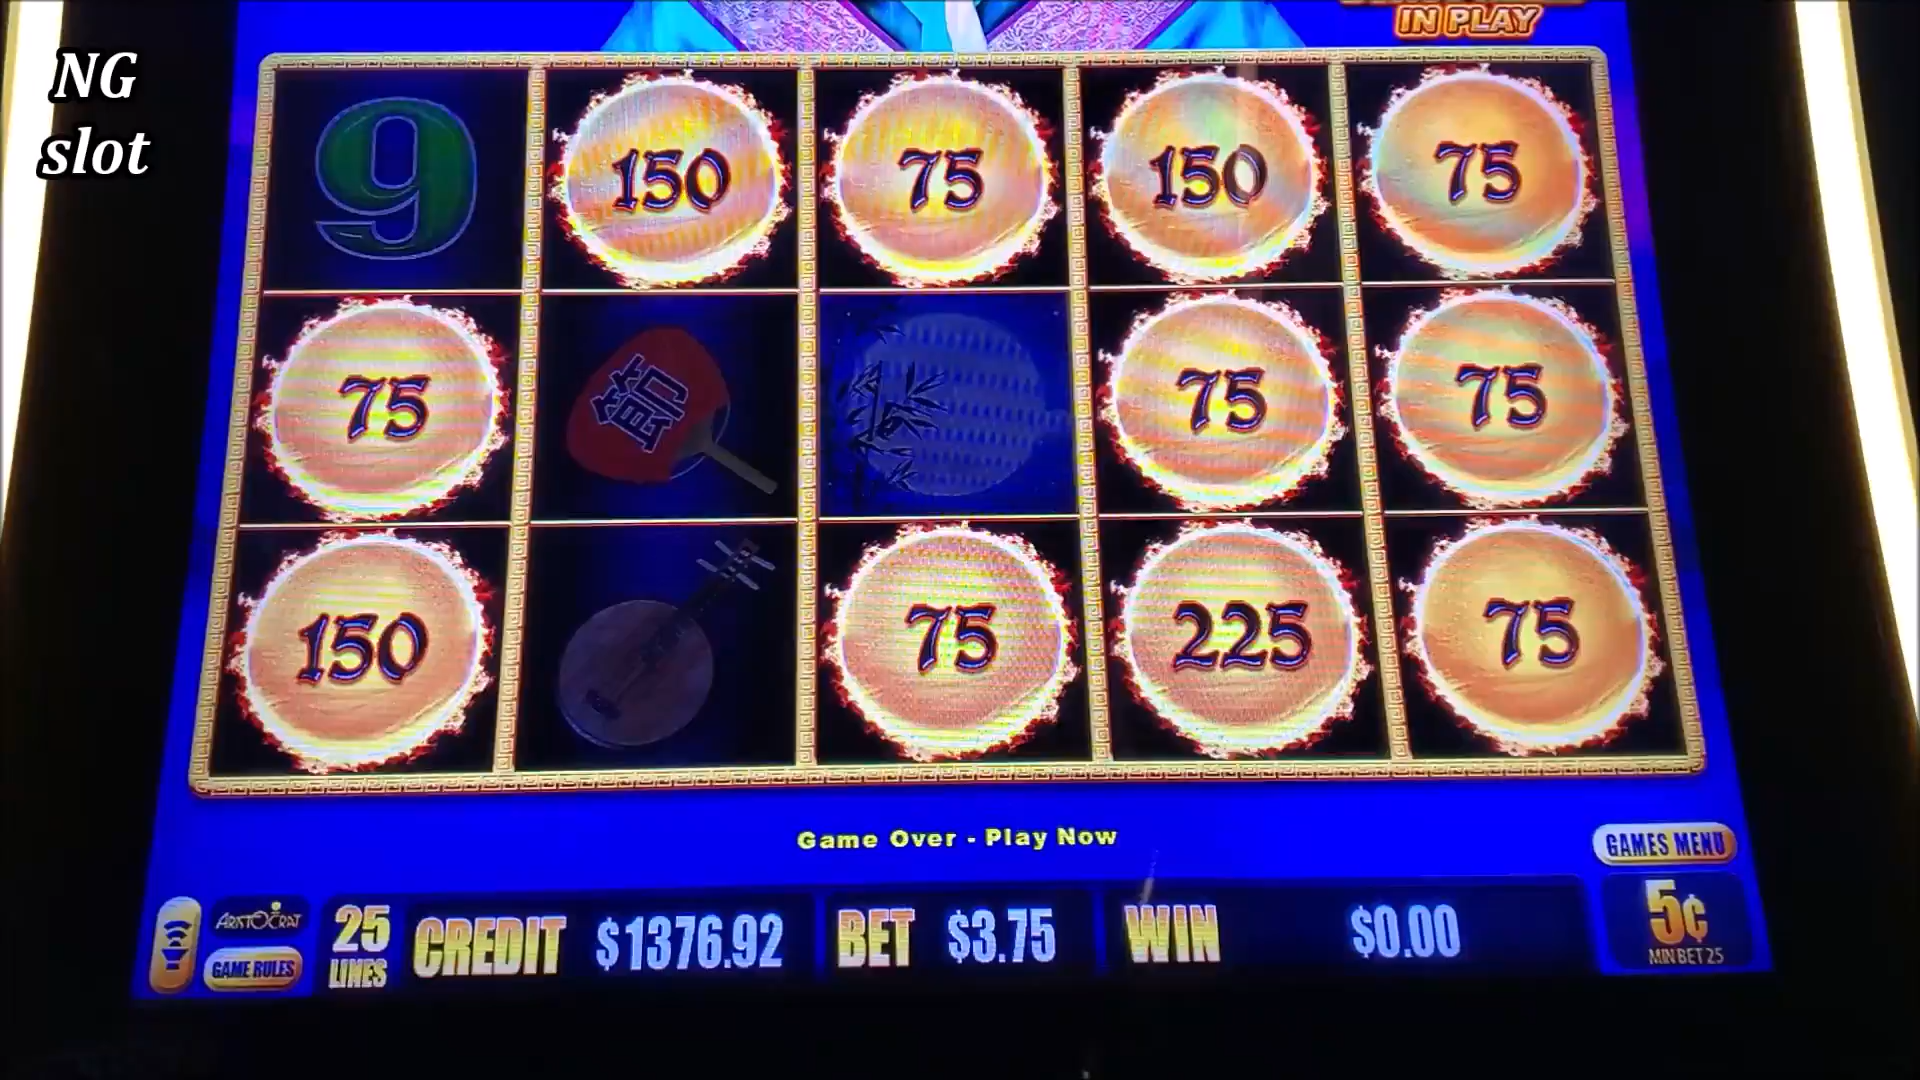 NG
slot
IN PLAY
9
150
75
150
75
75
節
75
75
150
75
225
75
Game Over - Play Now
GAMES MENU
ARISTOCRAT
GAME RULES
25
LINES
CREDIT $1376.92
BET $3.75
WIN $0.00
5¢
MIN BET 25